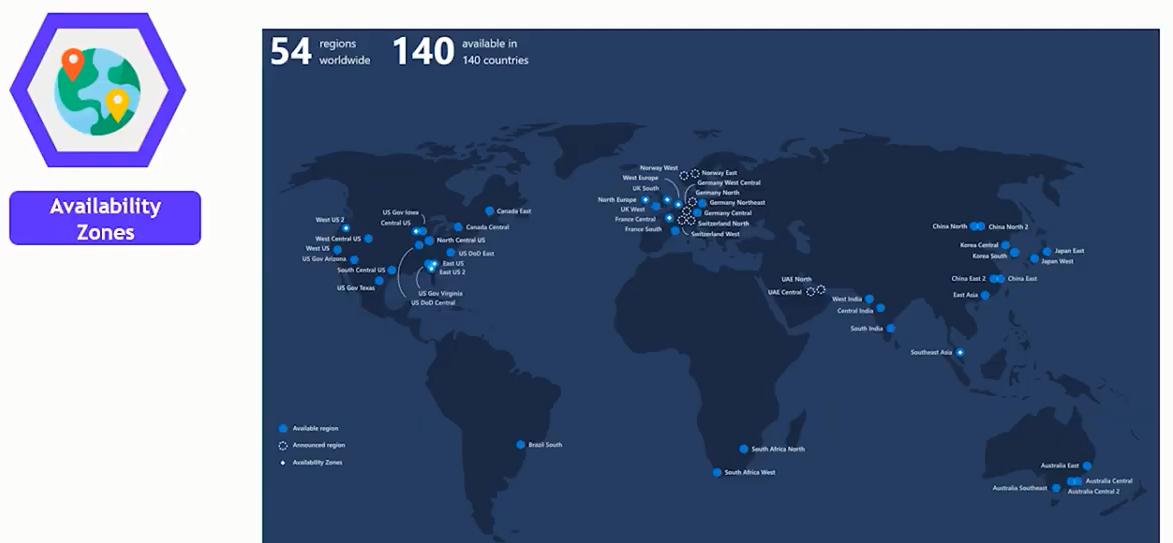 Availability
Zones
54 regions
worldwide
140 available in
140 countries
Norway West
Norway East
West Europe
Germany West Central
UK South
Germany North
North Europe
Germany Northeast
UK West
Germany Central
France Central
Switzerland North
France South
Switzerland West
US Gov Iowa
Canada East
West US 2
Central US
Canada Central
West Central US
North Central US
West US
US DoD East
US Gov Arizona
East US
South Central US
East US 2
US Gov Texas
US Gov Virginia
US DoD Central
China North
China North 2
Korea Central
Japan East
Korea South
Japan West
UAE North
China East 2
China East
UAE Central
East Asia
West India
Central India
South India
Southeast Asia
Available region
Announced region
Availability Zones
Brazil South
South Africa North
South Africa West
Australia East
Australia Central
Australia Southeast
Australia Central 2